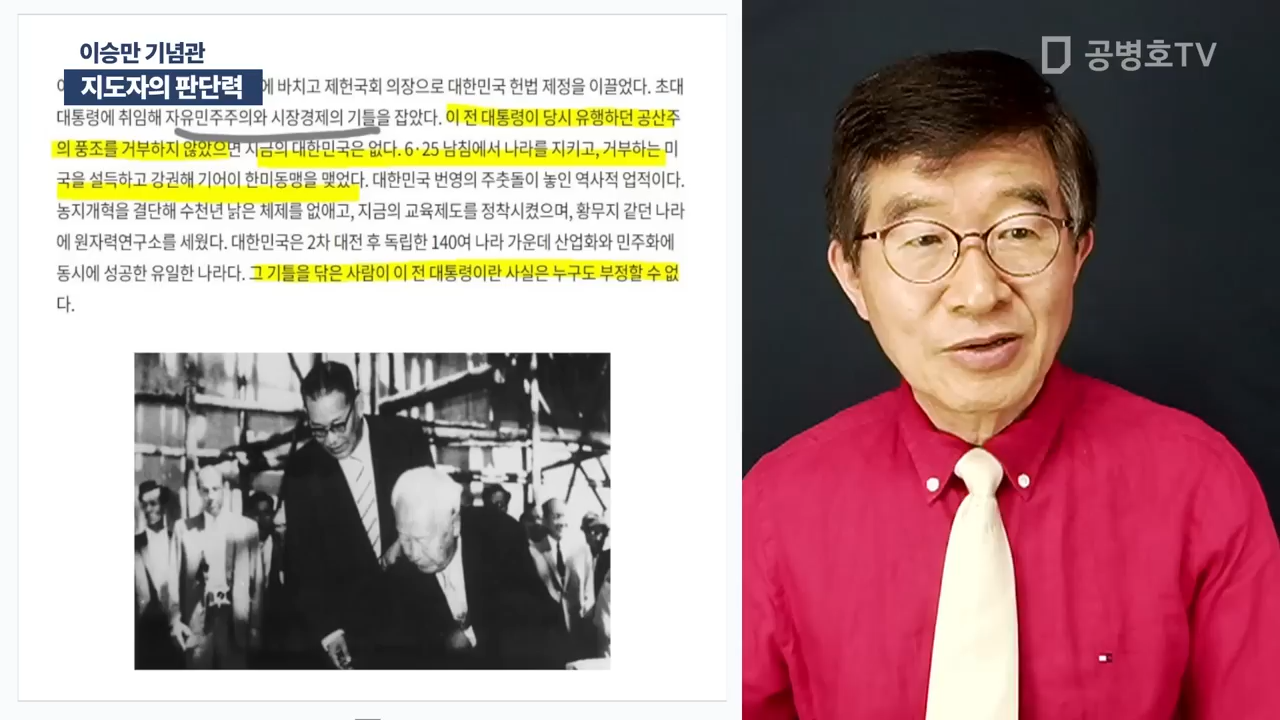 이승만 기념관
지도자의 판단력
에 바치고 제헌국회 의장으로 대한민국 헌법 제정을 이끌었다. 초대
대통령에 취임해 자유민주주의와 시장경제의 기틀을 잡았다. 이 전 대통령이 당시 유행하던 공산주
의 풍조를 거부하지 않았으면 지금의 대한민국은 없다. 6·25 남침에서 나라를 지키고, 거부하는 미
국을 설득하고 강권해 기어이 한미동맹을 맺었다. 대한민국 번영의 주춧돌이 놓인 역사적 업적이다.
농지개혁을 결단해 수천년 낡은 체제를 없애고, 지금의 교육제도를 정착시켰으며, 황무지 같던 나라
에 원자력연구소를 세웠다. 대한민국은 2차 대전 후 독립한 140여 나라 가운데 산업화와 민주화에
동시에 성공한 유일한 나라다. 그 기틀을 닦은 사람이 이 전 대통령이란 사실은 누구도 부정할 수 없
다.
공병호TV